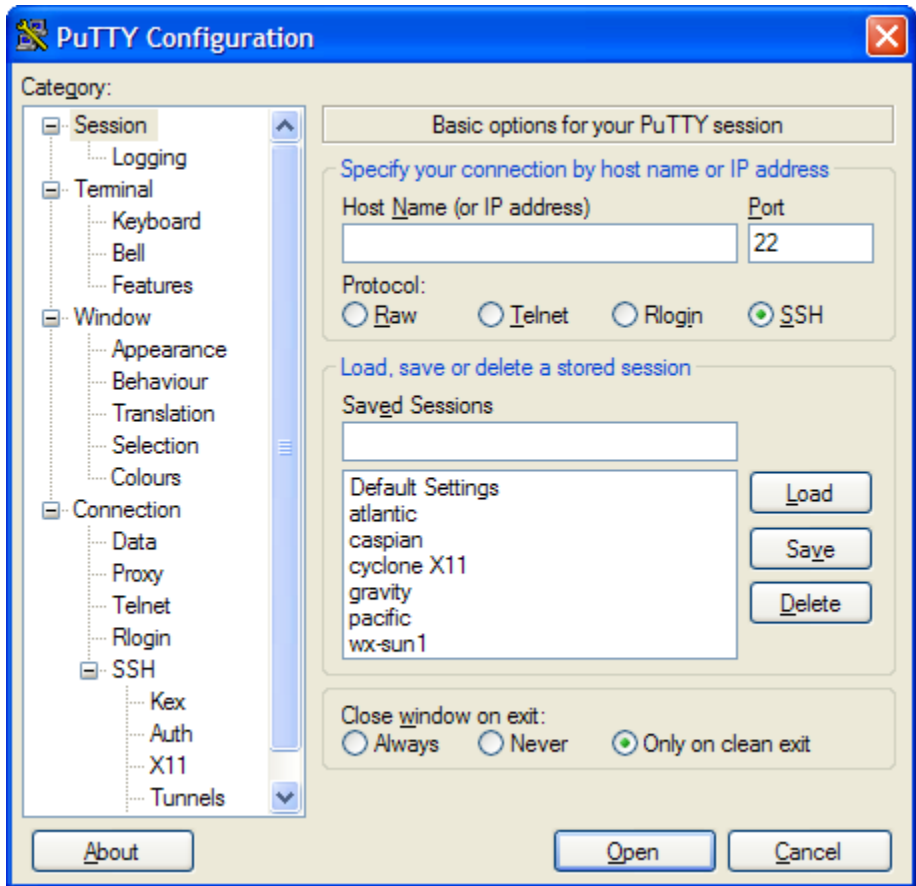 PuTTY Configuration
Category:
Session
Logging
Terminal
Keyboard
Bell
Features
Window
Appearance
Behaviour
Translation
Selection
Colours
Connection
Data
Proxy
Telnet
Rlogin
SSH
Kex
Auth
X11
Tunnels
Basic options for your PuTTY session
Specify your connection by host name or IP address
Host Name (or IP address) Port
22
Protocol:
Raw Telnet Rlogin SSH
Load, save or delete a stored session
Saved Sessions
Default Settings
atlantic
caspian
cyclone X11
gravity
pacific
wx-sun1
Load
Save
Delete
Close window on exit:
Always Never Only on clean exit
About Open Cancel